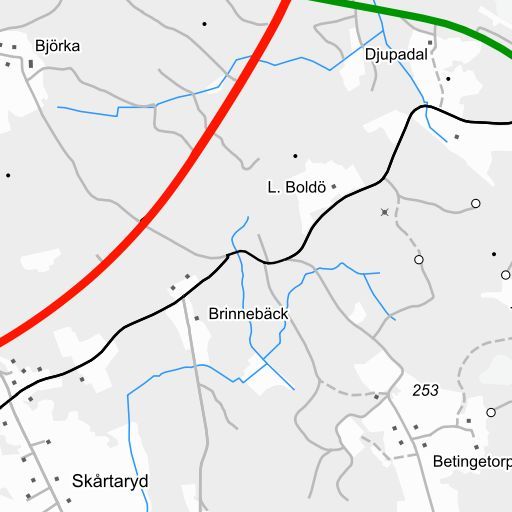 Björka
Djupadal
L. Boldö
Brinnebäck
253
Betingetorp
Skårtaryd